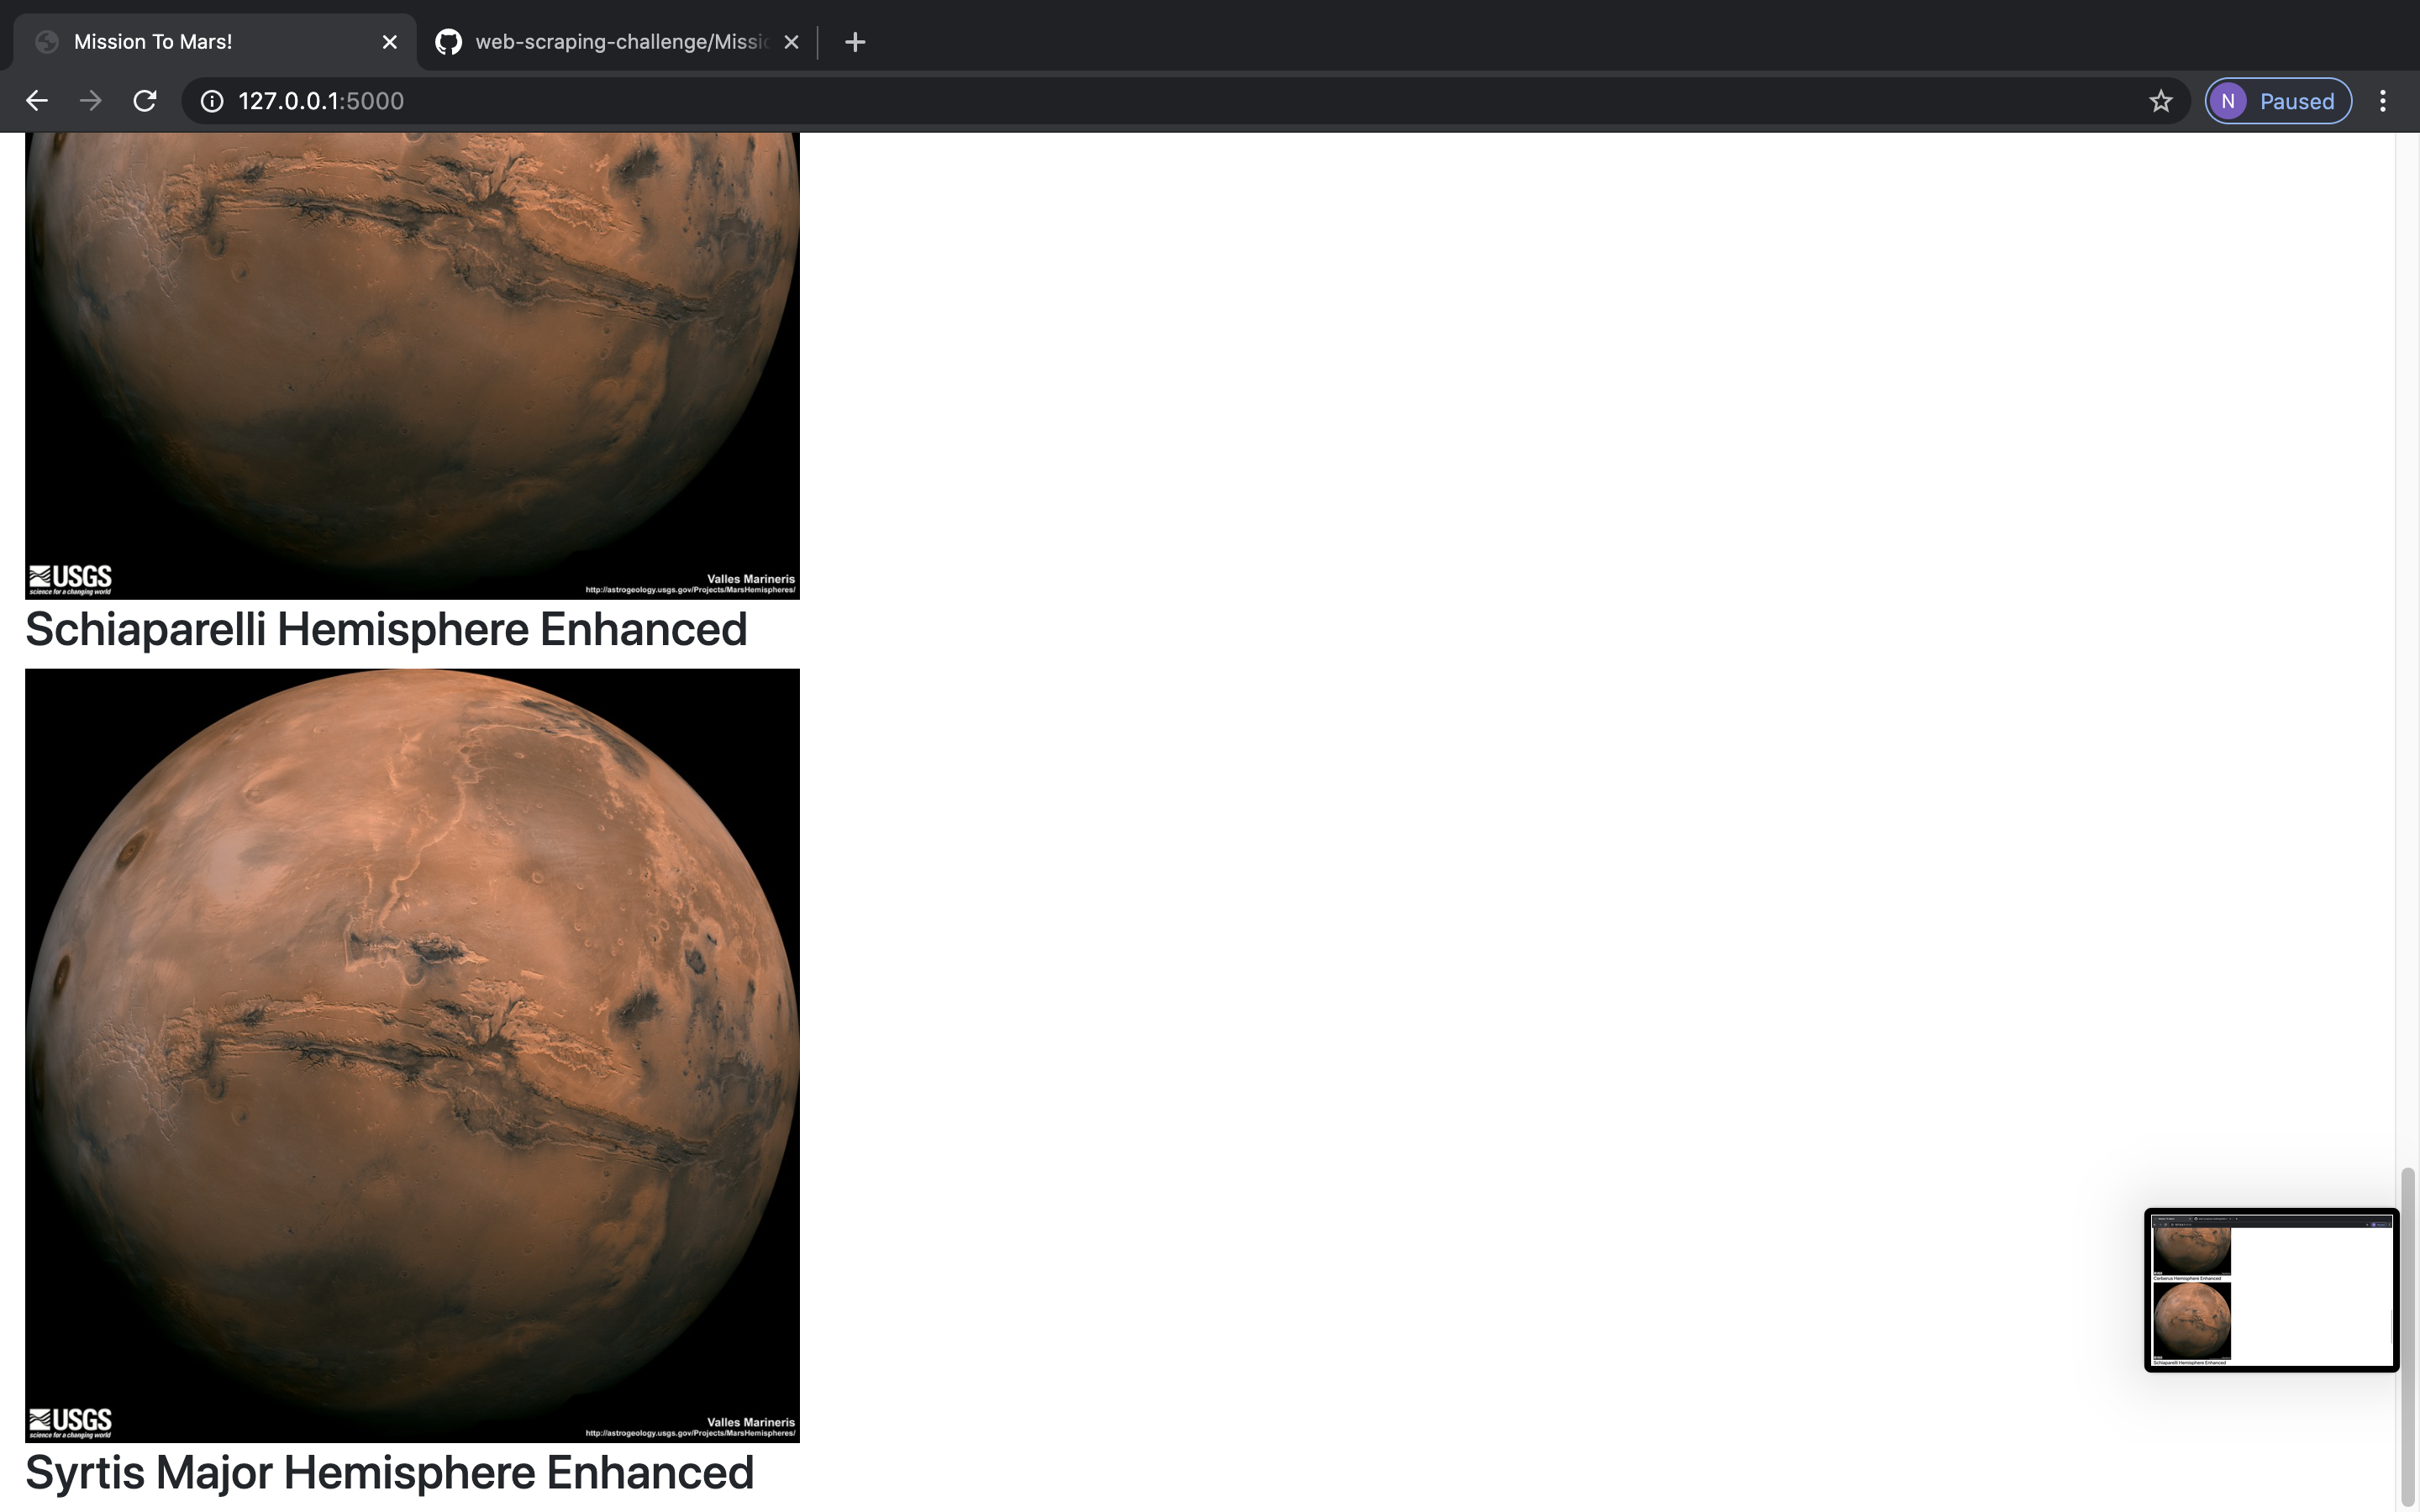 Mission To Mars!
web-scraping-challenge/Missi
127.0.0.1:5000
N Paused
USGS
science for a changing world
Valles Marineris
http://astrogeology.usgs.gov/Projects/MarsHemispheres/
Schiaparelli Hemisphere Enhanced
USGS
science for a changing world
Valles Marineris
http://astrogeology.usgs.gov/Projects/MarsHemispheres/
Cerberus Hemisphere Enhanced
Schiaparelli Hemisphere Enhanced
Syrtis Major Hemisphere Enhanced